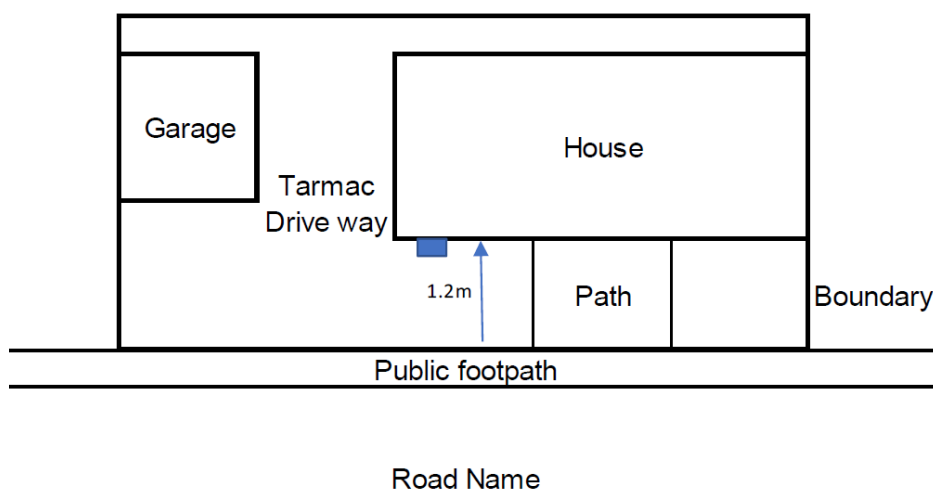 Garage
House
Tarmac
Drive way
1.2m
Path
Boundary
Public footpath
Road Name